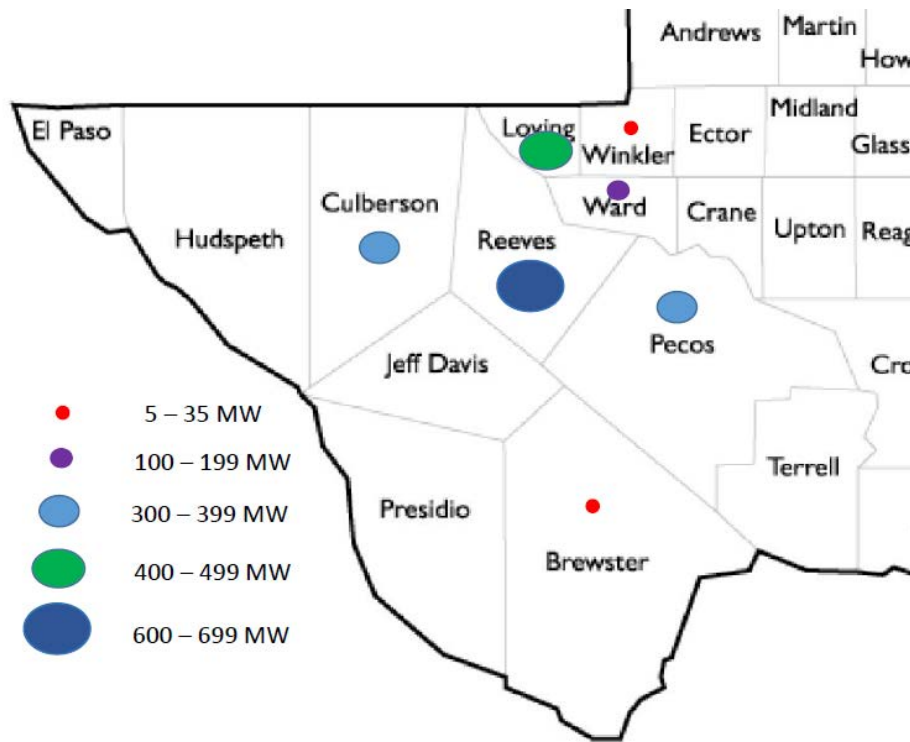 Andrews
Martin
How
El Paso
Loving
Winkler
Ector
Midland
Glass
Culberson
Ward
Crane
Upton
Reag
Hudspeth
Reeves
Pecos
Jeff Davis
Cro
5 – 35 MW
100 – 199 MW
300 – 399 MW
400 – 499 MW
600 – 699 MW
Terrell
Presidio
Brewster